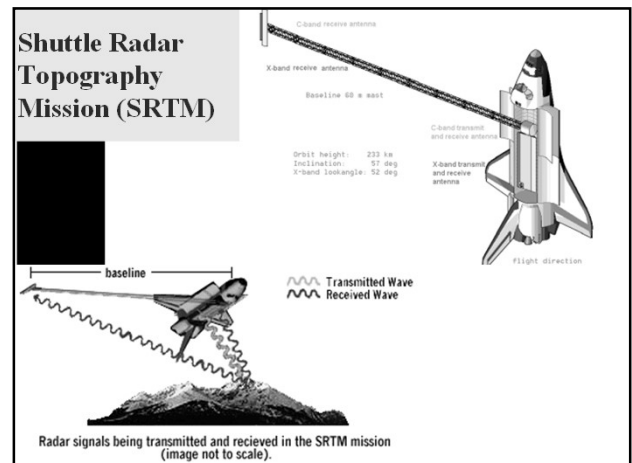 Shuttle Radar
Topography
Mission (SRTM)
C-band receive antenna
X-band receive antenna
Baseline 60 m mast
C-band transmit
and receive antenna
Orbit height: 233 km
Inclination: 57 deg
X-band lookangle: 52 deg
X-band transmit
and receive
antenna
flight direction
baseline
Transmitted Wave
Received Wave
Radar signals being transmitted and recieved in the SRTM mission
(image not to scale).